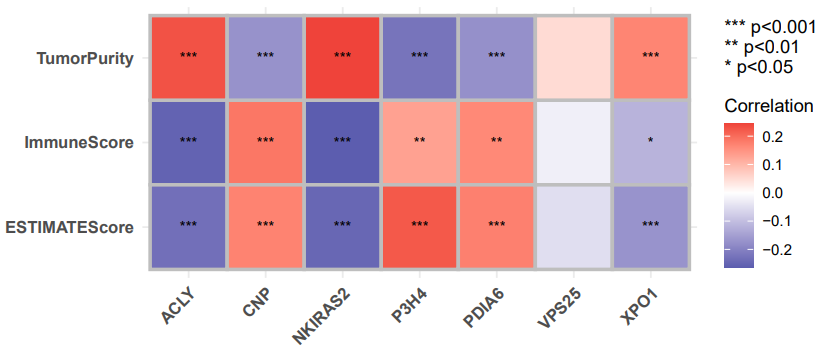 *** p<0.001
** p<0.01
* p<0.05
TumorPurity *** *** *** *** *** ***
ImmuneScore *** *** *** ** ** *
ESTIMATEScore *** *** *** *** *** ***
ACLY CNP NKIRAS2 P3H4 PDIA6 VPS25 XPO1
Correlation
0.2
0.1
0.0
−0.1
−0.2